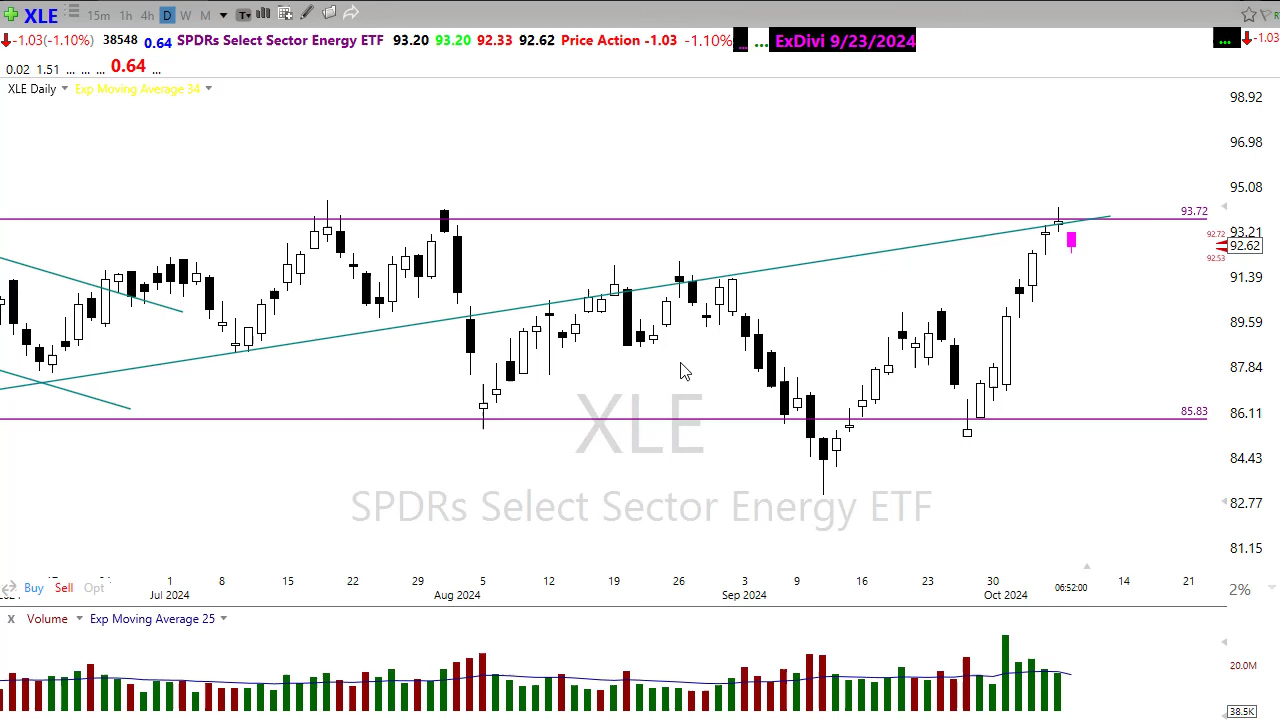 XLE 15m 1h 4h D W M T
-1.03(-1.10%) 38548 0.64 SPDRs Select Sector Energy ETF 93.20 93.20 92.33 92.62 Price Action -1.03 -1.10% ... ... ExDivi 9/23/2024 ... -1.03
0.02 1.51 ... ... ... 0.64 ...
XLE Daily Exp Moving Average 34
98.92
96.98
95.08
93.72
93.21
92.72
92.62
92.53
91.39
89.59
87.84
85.83
86.11
XLE
84.43
SPDRs Select Sector Energy ETF
82.77
81.15
1 8 15 22 29 5 12 19 26 3 9 16 23 30 14 21
Buy Sell Opt 06:52:00 2%
Jul 2024 Aug 2024 Sep 2024 Oct 2024
X Volume Exp Moving Average 25
20.0M
38.5K